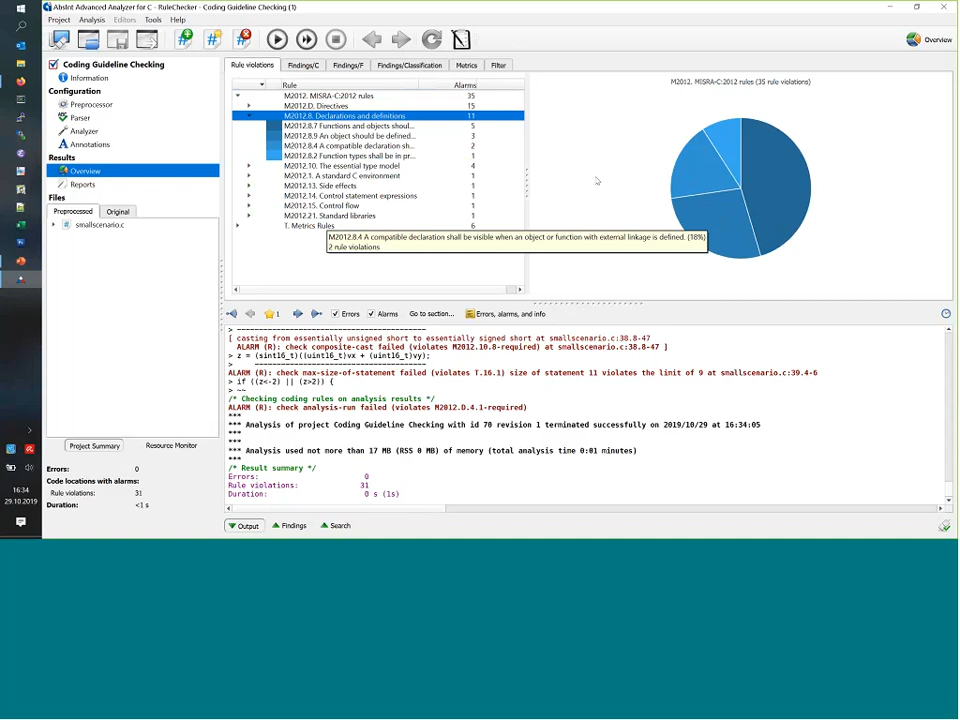 AbsInt Advanced Analyzer for C - RuleChecker - Coding Guideline Checking (1)
Project Analysis Editors Tools Help
Overview
Coding Guideline Checking
Information
Configuration
Preprocessor
Parser
Analyzer
Annotations
Results
Overview
Reports
Files
Preprocessed Original
smallscenario.c
Project Summary Resource Monitor
Errors: 0
Code locations with alarms:
Rule violations: 31
Duration: <1 s
16:34
29.10.2019
Rule violations Findings/C Findings/F Findings/Classification Metrics Filter
Rule Alarms
M2012. MISRA-C:2012 rules 35
M2012.D. Directives 15
M2012.8. Declarations and definitions 11
M2012.8.7 Functions and objects shoul... 5
M2012.8.9 An object should be defined... 3
M2012.8.4 A compatible declaration sh... 2
M2012.8.2 Function types shall be in pr... 1
M2012.10. The essential type model 4
M2012.1. A standard C environment 1
M2012.13. Side effects 1
M2012.14. Control statement expressions 1
M2012.15. Control flow 1
M2012.21. Standard libraries 1
T. Metrics Rules 6
M2012.8.4 A compatible declaration shall be visible when an object or function with external linkage is defined. (18%)
2 rule violations
M2012. MISRA-C:2012 rules (35 rule violations)
1 Errors Alarms Go to section... Errors, alarms, and info
> -------------------------------------------
[ casting from essentially unsigned short to essentially signed short at smallscenario.c:38.8-47
ALARM (R): check composite-cast failed (violates M2012.10.8-required) at smallscenario.c:38.8-47 ]
> z = (sint16_t)((uint16_t)vx + (uint16_t)vy);
> ---------------------------------------
ALARM (R): check max-size-of-statement failed (violates T.16.1) size of statement 11 violates the limit of 9 at smallscenario.c:39.4-6
> if ((z<-2) || (z>2)) {
> ~~
/* Checking coding rules on analysis results */
ALARM (R): check analysis-run failed (violates M2012.D.4.1-required)
***
*** Analysis of project Coding Guideline Checking with id 70 revision 1 terminated successfully on 2019/10/29 at 16:34:05
***
***
*** Analysis used not more than 17 MB (RSS 0 MB) of memory (total analysis time 0:01 minutes)
***
/* Result summary */
Errors: 0
Rule violations: 31
Duration: 0 s (1s)
Output Findings Search